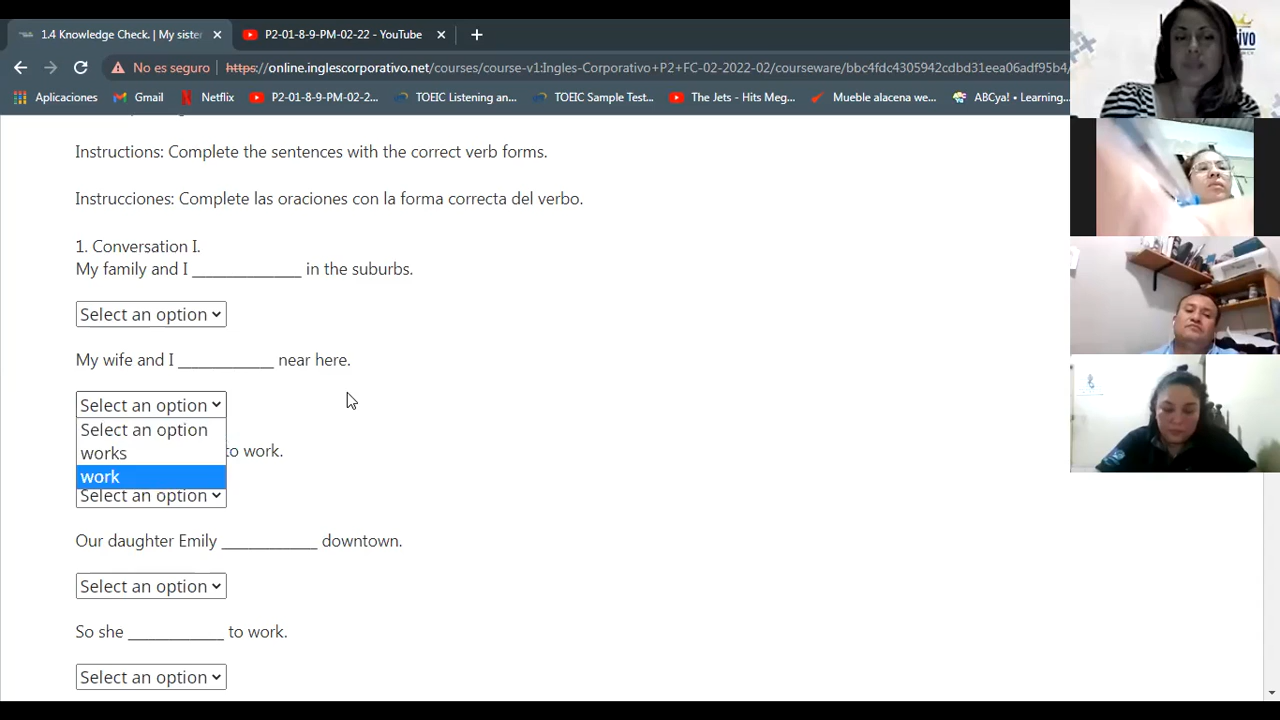 1.4 Knowledge Check. | My sister
P2-01-8-9-PM-02-22 - YouTube
No es seguro
https://online.inglescorporativo.net/courses/course-v1:Ingles-Corporativo+P2+FC-02-2022-02/courseware/bbc4fdc4305942cdbd31eea06adf95b4/
Aplicaciones
Gmail
Netflix
P2-01-8-9-PM-02-2...
TOEIC Listening an...
TOEIC Sample Test...
The Jets - Hits Meg...
Mueble alacena we...
ABCya! • Learning...
Instructions: Complete the sentences with the correct verb forms.
Instrucciones: Complete las oraciones con la forma correcta del verbo.
1. Conversation I.
My family and I ______________ in the suburbs.
Select an option
My wife and I ____________ near here.
Select an option
Select an option
works
to work.
work
Select an option
Our daughter Emily ____________ downtown.
Select an option
So she ____________ to work.
Select an option